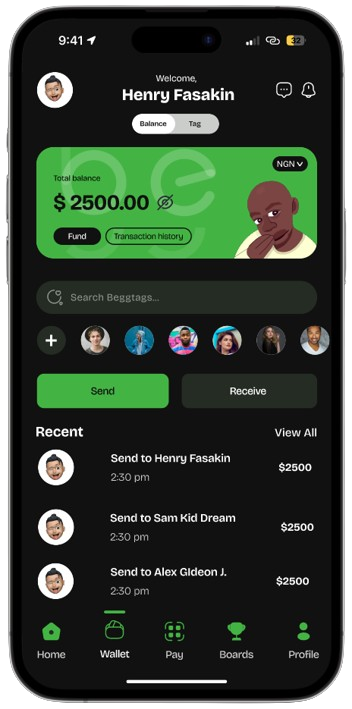 9:41
32
Welcome,
Henry Fasakin
Balance Tag
NGN
Total balance
$ 2500.00
Fund Transaction history
Search Beggtags...
Send Receive
Recent View All
Send to Henry Fasakin
$2500
2:30 pm
Send to Sam Kid Dream
$2500
2:30 pm
Send to Alex GIdeon J.
$2500
2:30 pm
Home Wallet Pay Boards Profile